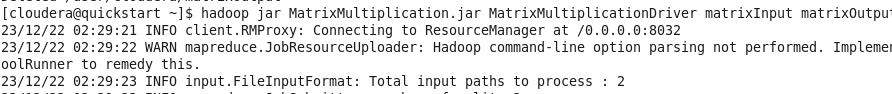 [cloudera@quickstart ~]$ hadoop jar MatrixMultiplication.jar MatrixMultiplicationDriver matrixInput matrixOutput
23/12/22 02:29:21 INFO client.RMProxy: Connecting to ResourceManager at /0.0.0.0:8032
23/12/22 02:29:22 WARN mapreduce.JobResourceUploader: Hadoop command-line option parsing not performed. Implemen
oolRunner to remedy this.
23/12/22 02:29:23 INFO input.FileInputFormat: Total input paths to process : 2